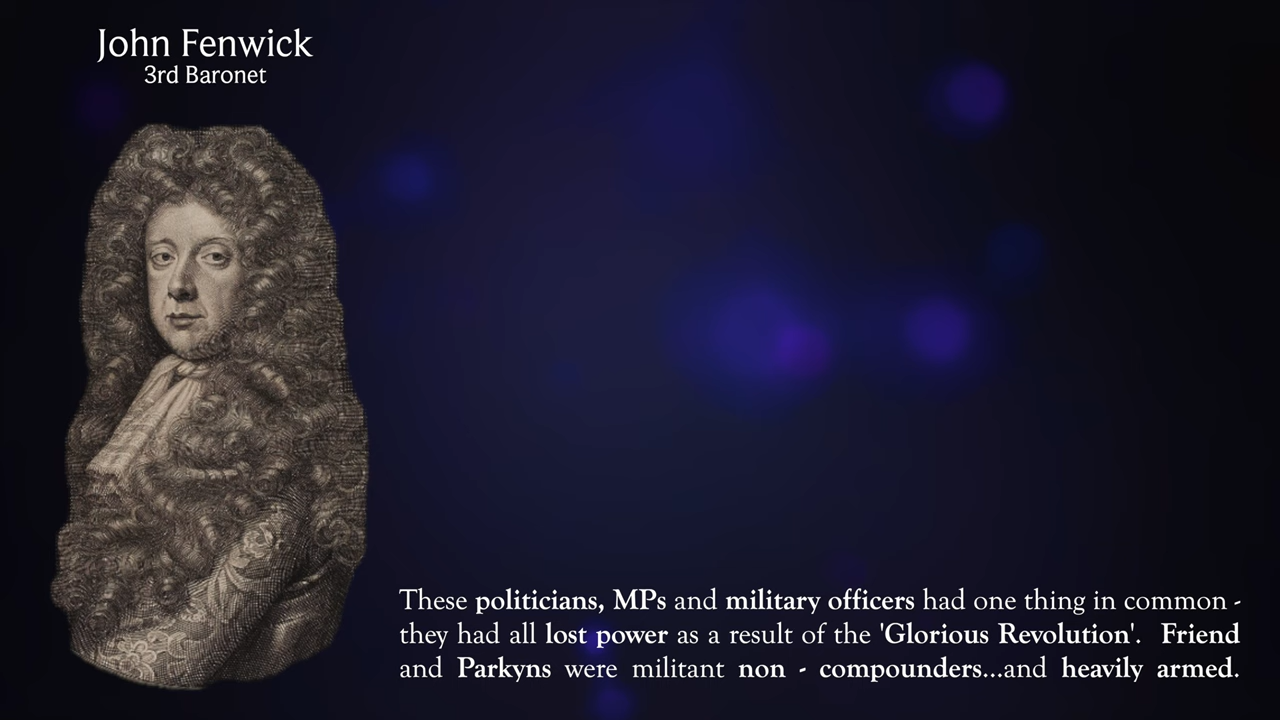 John Fenwick
3rd Baronet
These politicians, MPs and military officers had one thing in common -
they had all lost power as a result of the 'Glorious Revolution'. Friend
and Parkyns were militant non - compounders...and heavily armed.